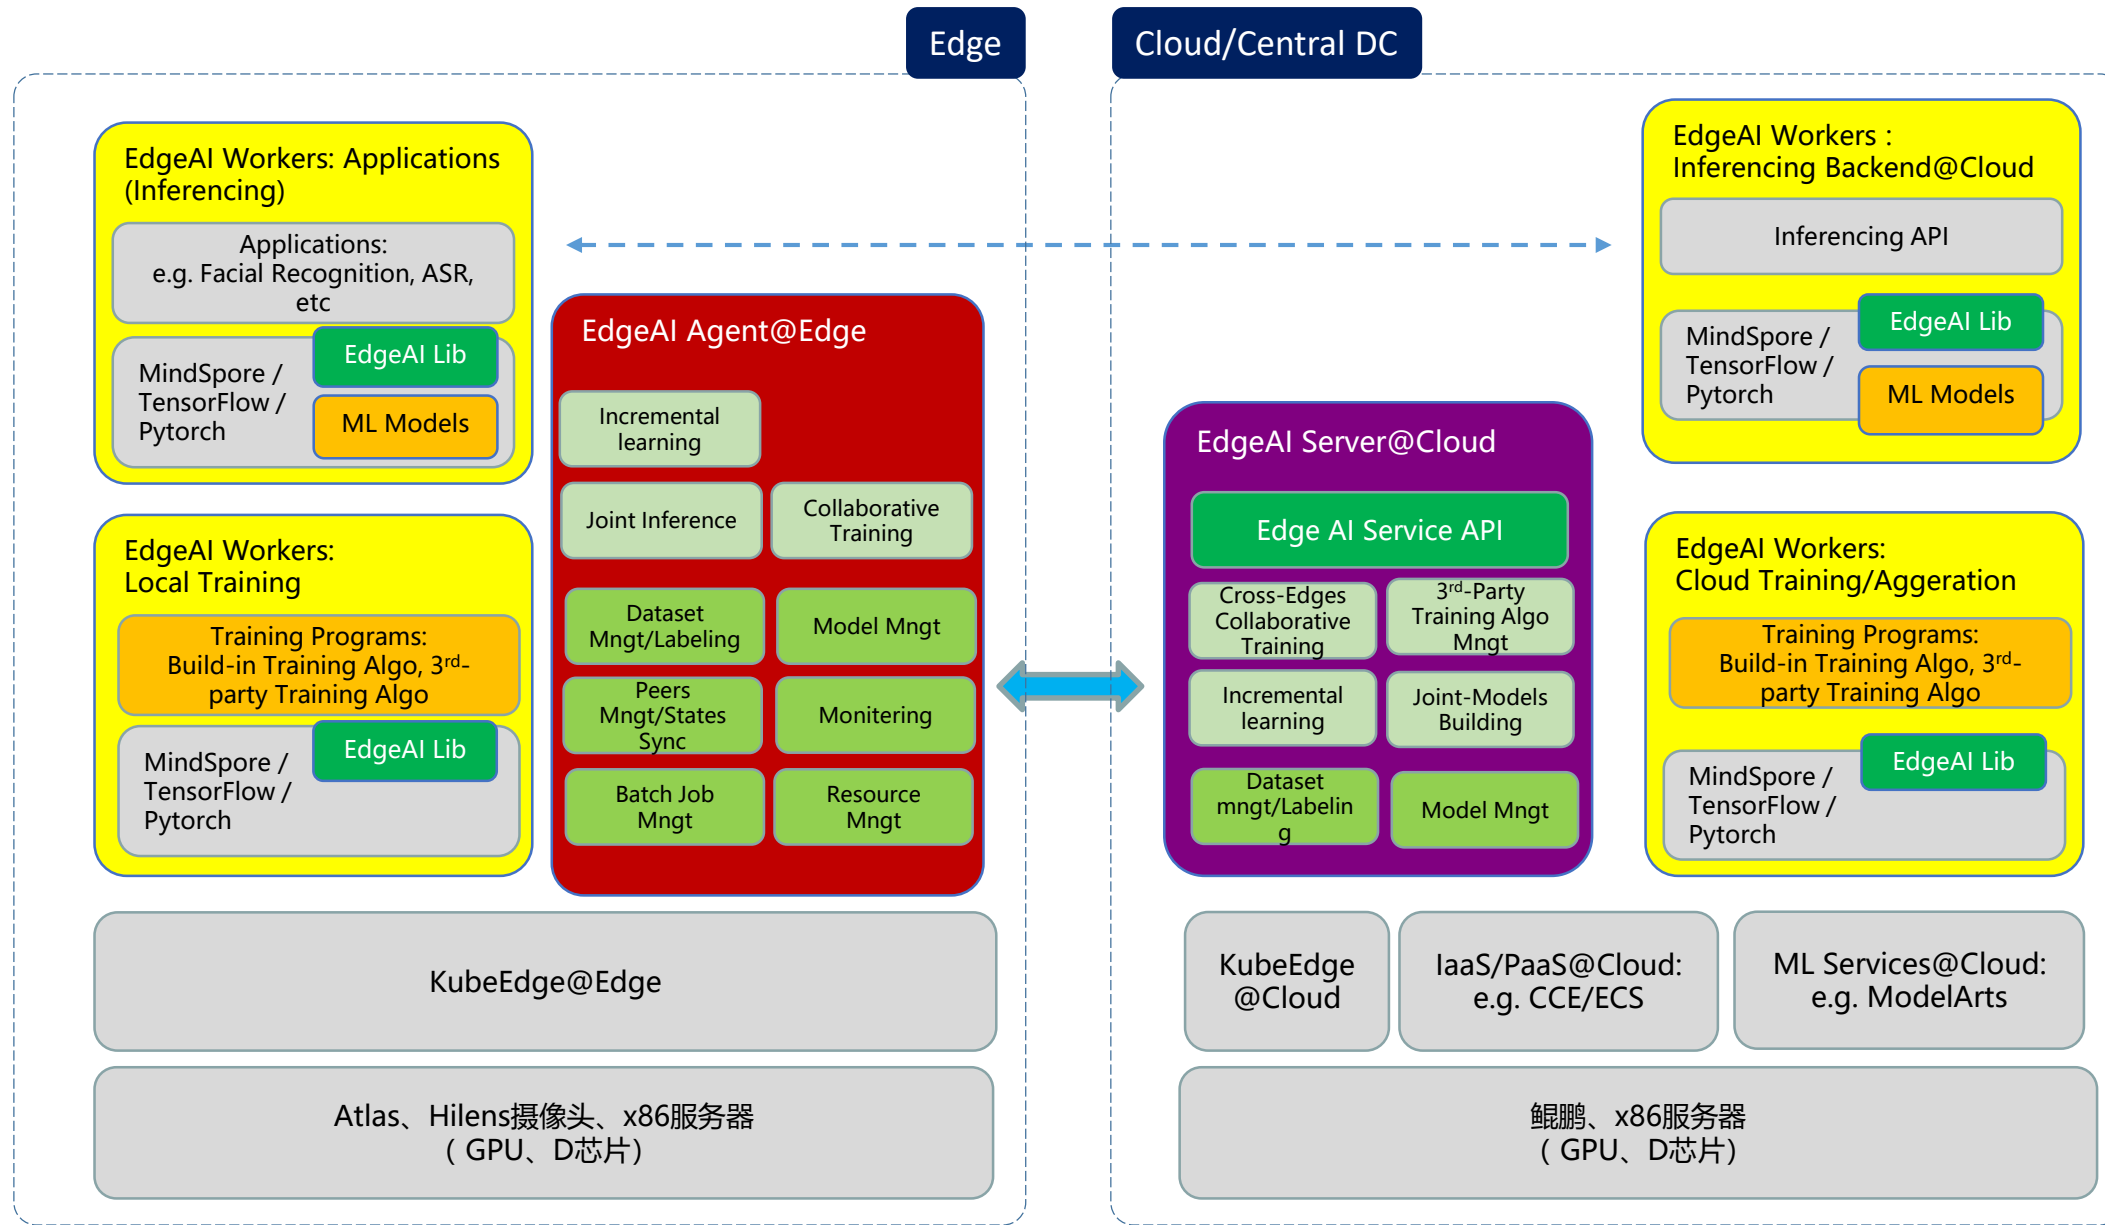 Edge
Cloud/Central DC
EdgeAI Workers: Applications
(Inferencing)
Applications:
e.g. Facial Recognition, ASR,
etc
MindSpore /
TensorFlow /
Pytorch
EdgeAI Lib
ML Models
EdgeAI Workers:
Local Training
Training Programs:
Build-in Training Algo, 3rd-
party Training Algo
MindSpore /
TensorFlow /
Pytorch
EdgeAI Lib
EdgeAI Agent@Edge
Incremental
learning
Joint Inference
Collaborative
Training
Dataset
Mngt/Labeling
Model Mngt
Peers
Mngt/States
Sync
Monitering
Batch Job
Mngt
Resource
Mngt
KubeEdge@Edge
Atlas、Hilens摄像头、x86服务器
( GPU、D芯片)
EdgeAI Server@Cloud
Edge AI Service API
Cross-Edges
Collaborative
Training
3rd-Party
Training Algo
Mngt
Incremental
learning
Joint-Models
Building
Dataset
mngt/Labelin
g
Model Mngt
EdgeAI Workers :
Inferencing Backend@Cloud
Inferencing API
MindSpore /
TensorFlow /
Pytorch
EdgeAI Lib
ML Models
EdgeAI Workers:
Cloud Training/Aggeration
Training Programs:
Build-in Training Algo, 3rd-
party Training Algo
MindSpore /
TensorFlow /
Pytorch
EdgeAI Lib
KubeEdge
@Cloud
IaaS/PaaS@Cloud:
e.g. CCE/ECS
ML Services@Cloud:
e.g. ModelArts
鲲鹏、x86服务器
( GPU、D芯片)